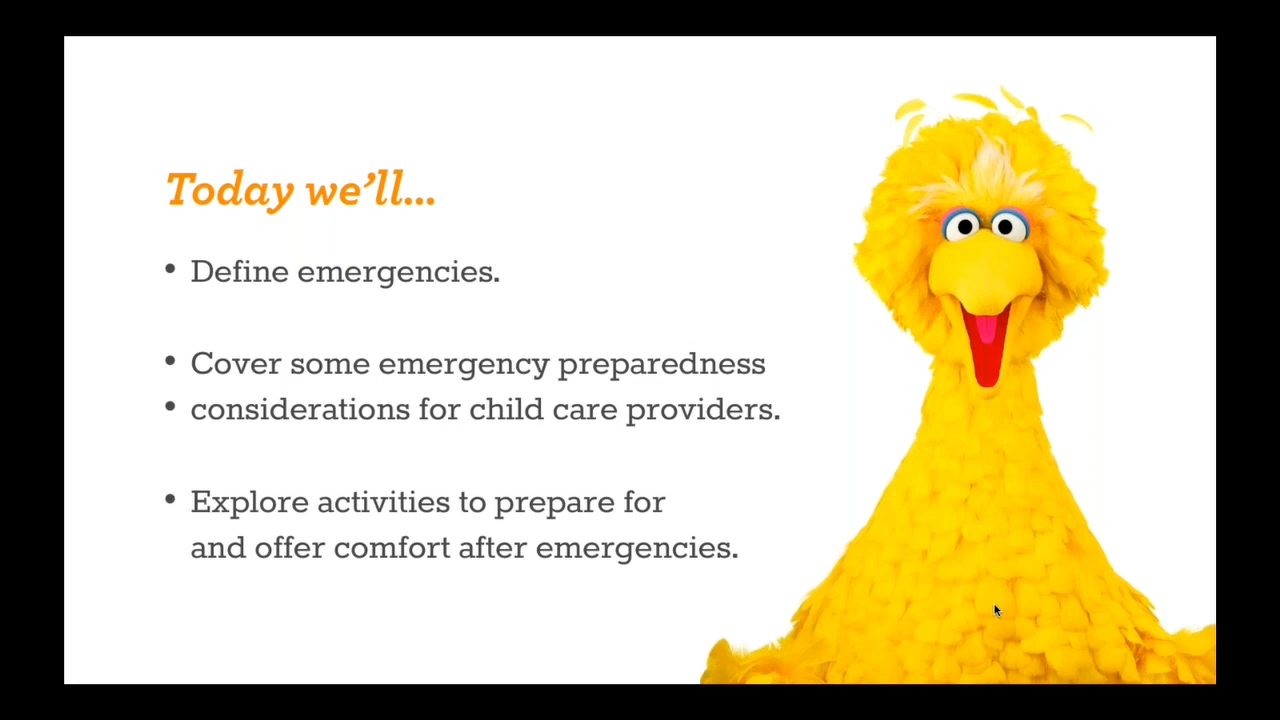 Today we’ll...
• Define emergencies.
• Cover some emergency preparedness
• considerations for child care providers.
• Explore activities to prepare for
and offer comfort after emergencies.